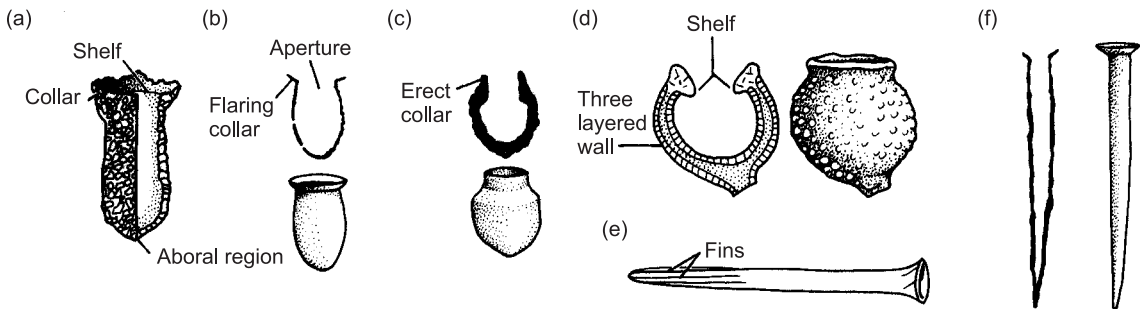 (a)
Shelf
Collar
Aboral region
(b)
Aperture
Flaring
collar
(c)
Erect
collar
(d)
Shelf
Three
layered
wall
(e)
Fins
(f)